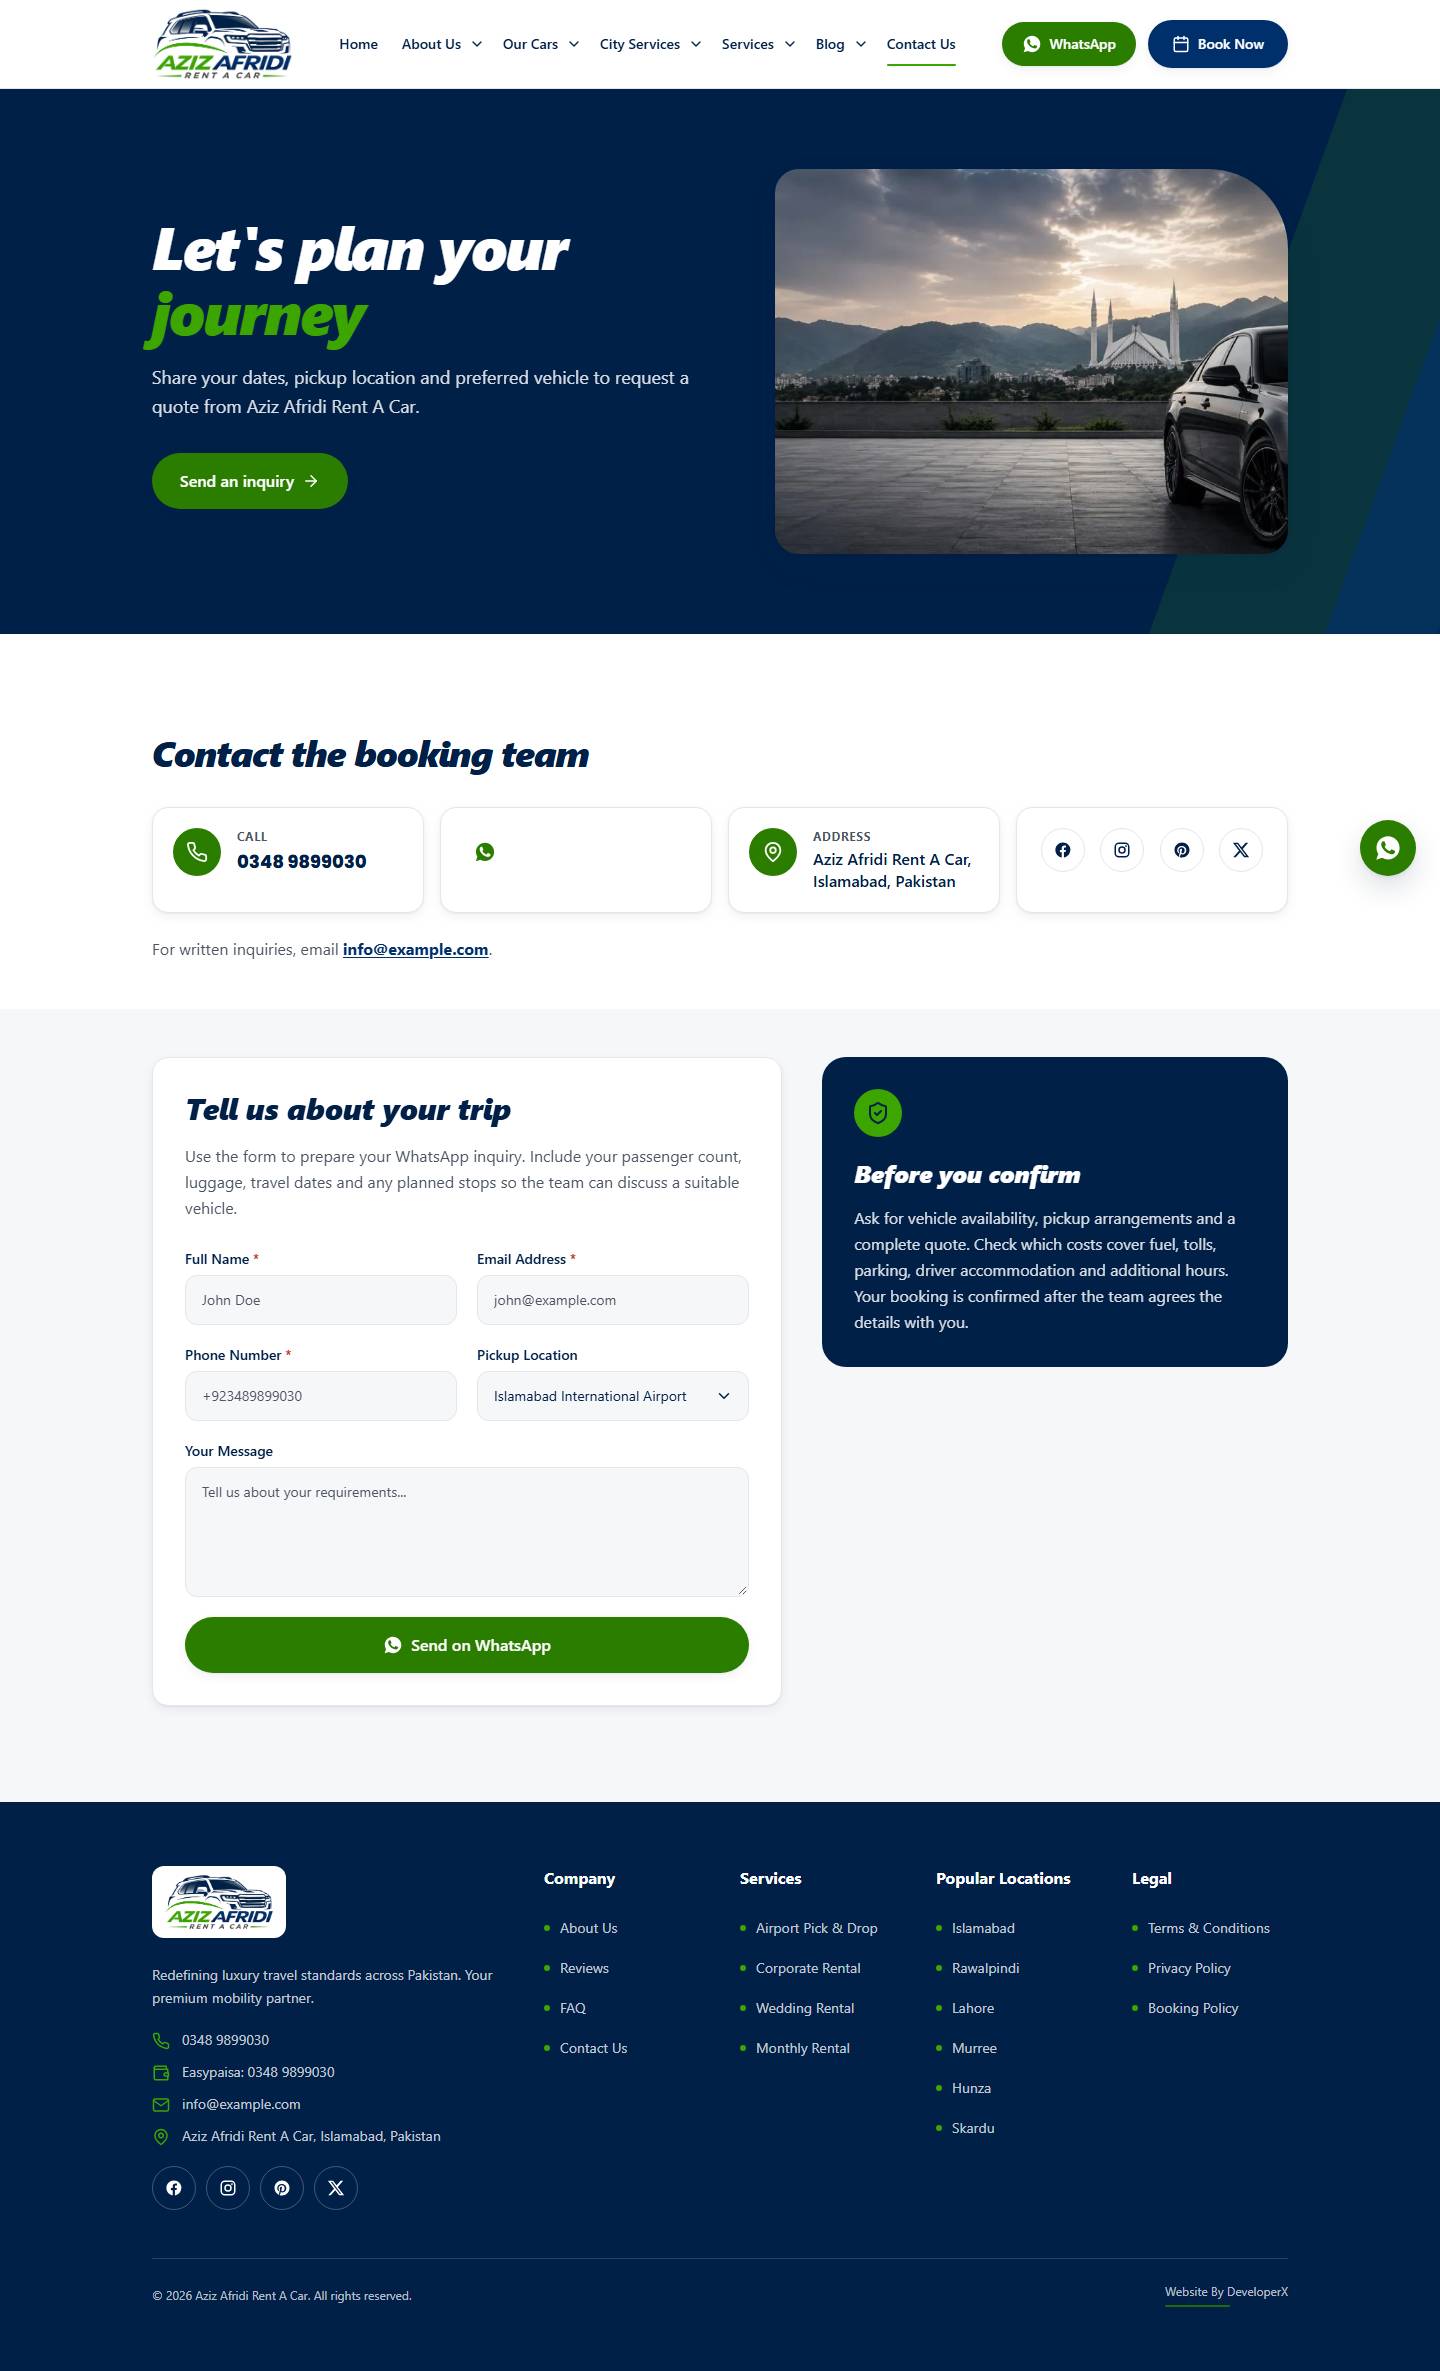 AZIZ AFRIDI
RENT A CAR
Home
About Us
Our Cars
City Services
Services
Blog
Contact Us
WhatsApp
Book Now
Let's plan your
journey
Share your dates, pickup location and preferred vehicle to request a
quote from Aziz Afridi Rent A Car.
Send an inquiry
Contact the booking team
CALL
0348 9899030
ADDRESS
Aziz Afridi Rent A Car,
Islamabad, Pakistan
For written inquiries, email info@example.com.
Tell us about your trip
Use the form to prepare your WhatsApp inquiry. Include your passenger count,
luggage, travel dates and any planned stops so the team can discuss a suitable
vehicle.
Full Name *
John Doe
Email Address *
john@example.com
Phone Number *
+923489899030
Pickup Location
Islamabad International Airport
Your Message
Tell us about your requirements...
Send on WhatsApp
Before you confirm
Ask for vehicle availability, pickup arrangements and a
complete quote. Check which costs cover fuel, tolls,
parking, driver accommodation and additional hours.
Your booking is confirmed after the team agrees the
details with you.
AZIZ AFRIDI
RENT A CAR
Redefining luxury travel standards across Pakistan. Your
premium mobility partner.
0348 9899030
Easypaisa: 0348 9899030
info@example.com
Aziz Afridi Rent A Car, Islamabad, Pakistan
Company
About Us
Reviews
FAQ
Contact Us
Services
Airport Pick & Drop
Corporate Rental
Wedding Rental
Monthly Rental
Popular Locations
Islamabad
Rawalpindi
Lahore
Murree
Hunza
Skardu
Legal
Terms & Conditions
Privacy Policy
Booking Policy
© 2026 Aziz Afridi Rent A Car. All rights reserved.
Website By DeveloperX